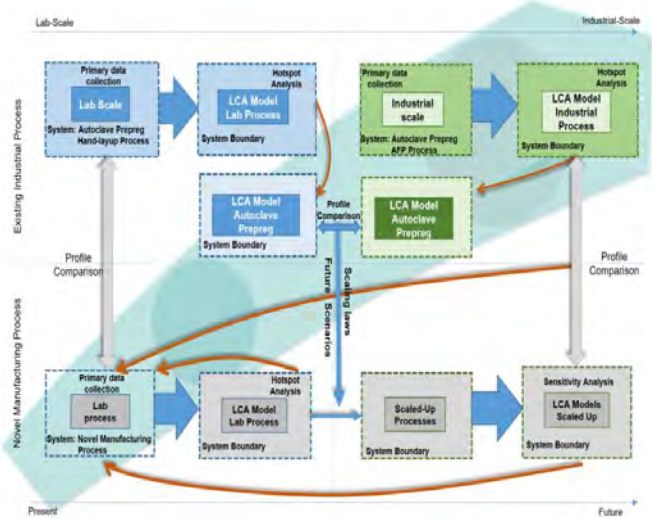 Lab-Scale
Industrial-Scale
Existing Industrial Process
Primary data
collection
Lab Scale
System: Autoclave Prepreg
Hand-layup Process
Hotspot
Analysis
LCA Model
Lab Process
System Boundary
Primary data
collection
Industrial
scale
System: Autoclave Prepreg
AFP Process
Hotspot
Analysis
LCA Model
Industrial
Process
System Boundary
LCA Model
Autoclave
Prepreg
System Boundary
Profile
Comparison
LCA Model
Autoclave
Prepreg
System Boundary
Profile
Comparison
Scaling laws
Future Scenarios
Profile
Comparison
Novel Manufacturing Process
Primary data
collection
Lab
process
System: Novel Manufacturing
Process
Hotspot
Analysis
LCA Model
Lab Process
System Boundary
Scaled-Up
Processes
System Boundary
Sensitivity Analysis
LCA Models
Scaled Up
System Boundary
Present
Future